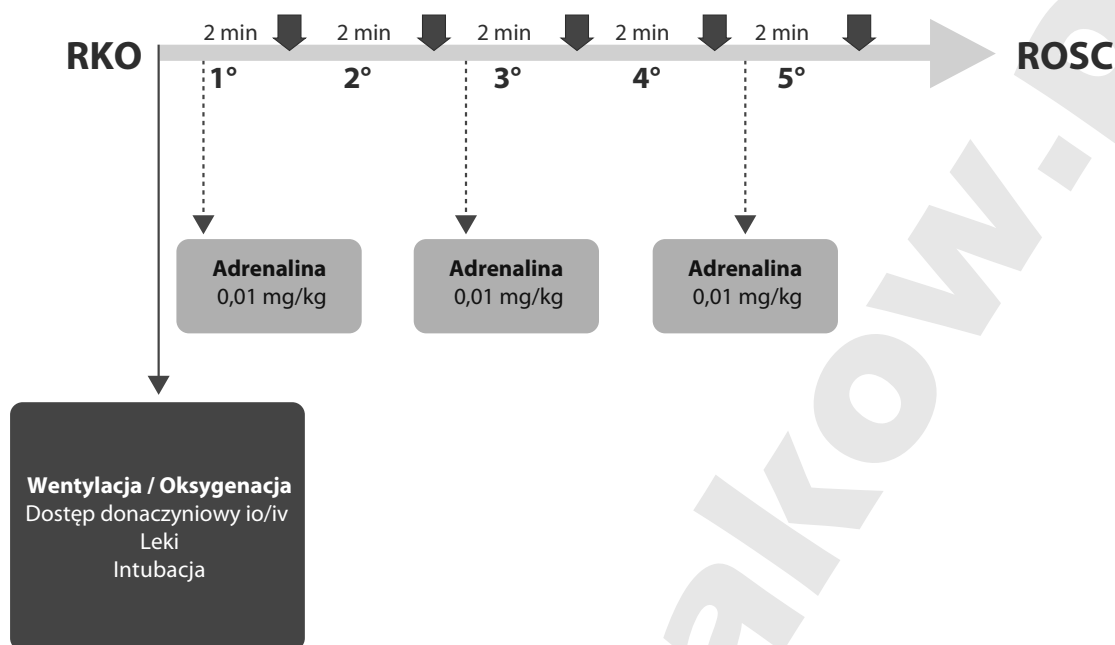 2 min 2 min 2 min 2 min 2 min
RKO
ROSC
1° 2° 3° 4° 5°
Adrenalina
0,01 mg/kg
Adrenalina
0,01 mg/kg
Adrenalina
0,01 mg/kg
Wentylacja / Oksygenacja
Dostęp donaczyniowy io/iv
Leki
Intubacja
akow.p